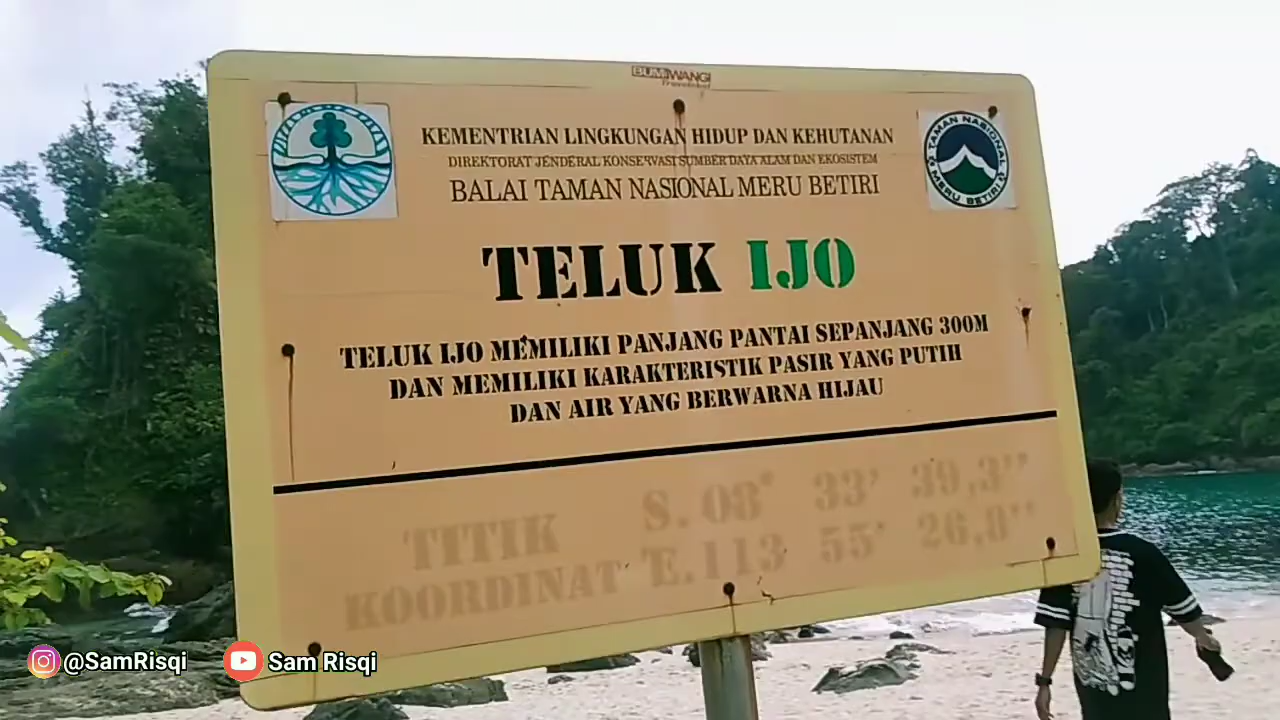 BUMIWANGI
KEMENTRIAN LINGKUNGAN HIDUP DAN KEHUTANAN
DIREKTORAT JENDERAL KONSERVASI SUMBER DAYA ALAM DAN EKOSISTEM
BALAI TAMAN NASIONAL MERU BETIRI
TAMAN NASIONAL
MERU BETIRI
TELUK IJO
TELUK IJO MEMILIKI PANJANG PANTAI SEPANJANG 300M
DAN MEMILIKI KARAKTERISTIK PASIR YANG PUTIH
DAN AIR YANG BERWARNA HIJAU
TITIK S. 08° 33' 39,3''
KOORDINAT E. 113 55' 26,8''
@SamRisqi
Sam Risqi